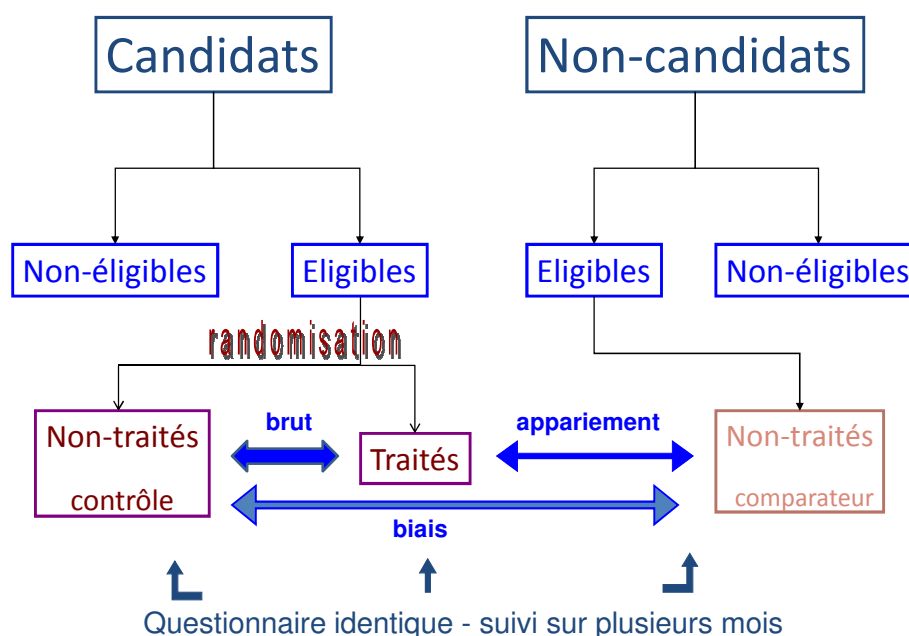 Candidats
Non-candidats
Non-éligibles
Eligibles
Eligibles
Non-éligibles
randomisation
brut
appariement
Non-traités
contrôle
Traités
Non-traités
comparateur
biais
Questionnaire identique - suivi sur plusieurs mois